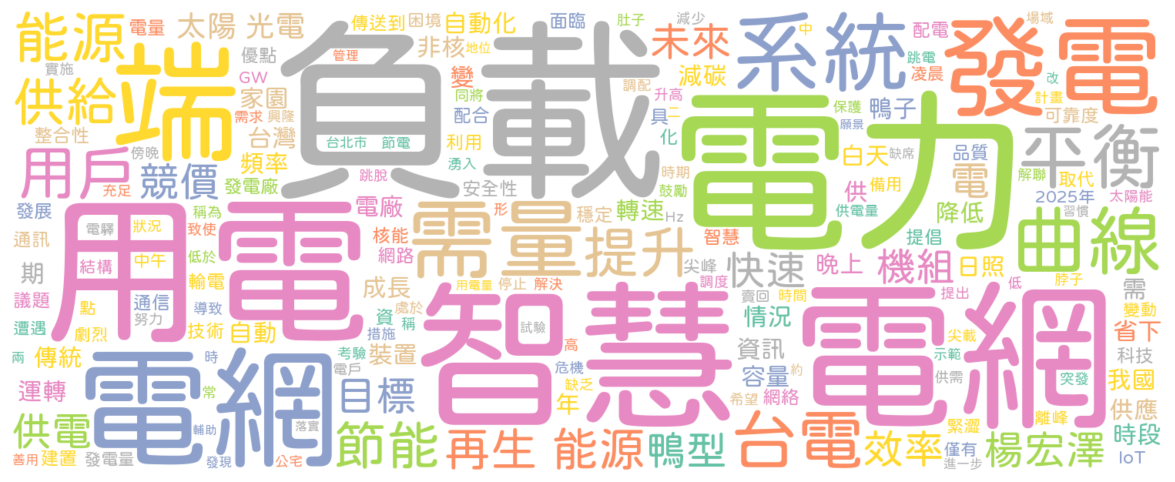 能源
電量
太陽 光電
傳送到
困境
自動化
面臨
肚子
減少
未來
系統
配電
場域
發電
端
負載
優點
實施
GW
管理
非核
地位
變
減碳
中
跳電
凌晨
改
計畫
供給
家園
需求
興隆
同將
配合
調配
升高
二
具
化
保護
願景
鴨子
可靠度
整合性
台灣
台北市
節電
利用
湧入
電力
白天
缺席
品質
平衡
用戶
傍晚
充足
競價
頻率
發電廠
跳脫
安全性
時期
鼓勵
供
備用
電
解聯
取代
2025年
太陽能
習慣
發展
稱為
致使
電驛
狀況
電廠
需量
形
穩定
轉速
Hz
供電量
降低
提倡
曲線
用電
通訊
結構
中午
低於
核能
網路
提升
智慧
尖峰
調度
快速
晚上
機組
日照
低
脖子
需
期
議題
點
通信
努力
輸電
導致
成長
用電量
停止
解決
處於
賣回
時間
提出
變動
遭遇
劇烈
技術
自動
資
稱
措施
智慧
試驗
情況
電網
尖載
省下
兩
傳統
時
考驗
電戶
裝置
高
危機
資訊
示範
科技
運轉
電網
常
目標
缺乏
年
容量
約
希望
網絡
供需
突發
我國
離峰
供應
供電
輔助
落實
節能
再生 能源
鴨型
台電
效率
緊澀
僅有
進一步
楊宏澤
時段
IoT
善用
建置
發電量
發現
公宅